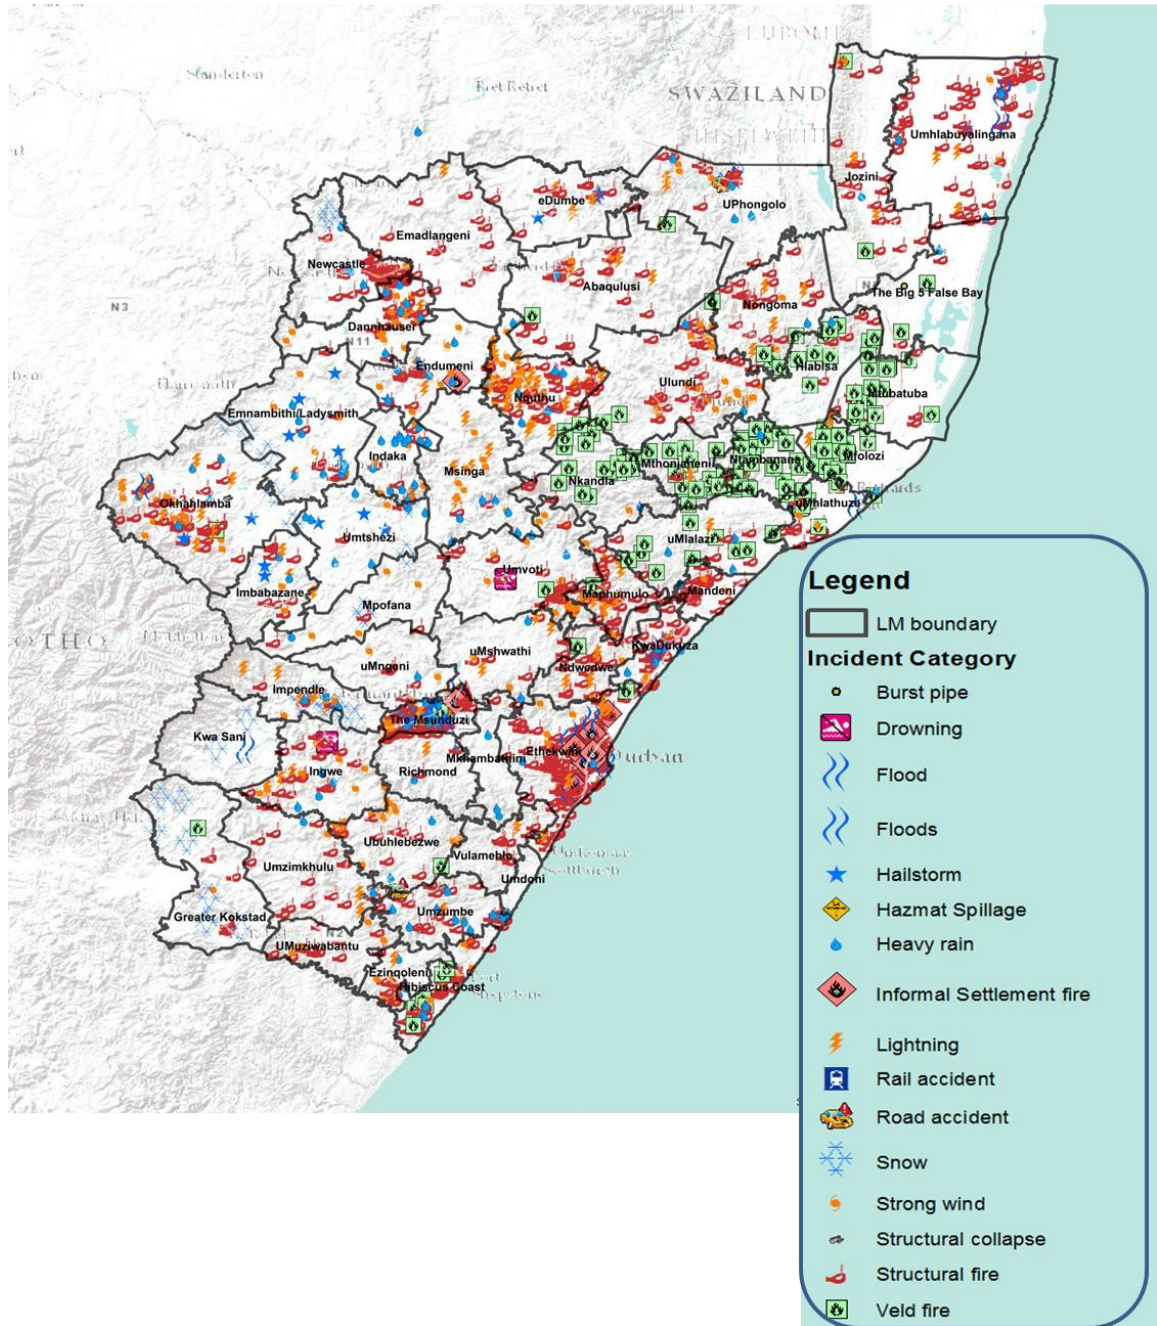 Standerton
Piet Retief
SWAZILAND
Umhlabuyalingana
Jozini
eDumbe
UPhongolo
Emadlangeni
Newcastle
Abaqulusi
N3
The Big 5 False Bay
Nongoma
Dannhauser
N11
Endumeni
Hlabisa
Ulundi
Nquthu
Mtubatuba
Emnambithi/Ladysmith
Indaka
Msinga
Mthonjaneni
Ntambanana
Mfolozi
Nkandla
Okhahlamba
uMhlathuze
Umtshezi
uMlalazi
Umvoti
Imbabazane
Maphumulo
Mandeni
Mpofana
OTHO
KwaDukuza
uMshwathi
uMngeni
Ndwedwe
Impendle
The Msunduzi
Kwa Sani
Mkhambathini
Ethekwini
Durban
Ingwe
Richmond
Ubuhlebezwe
Vulamehlo
Umzimkhulu
Umdoni
Greater Kokstad
Umzumbe
N2
UMuziwabantu
Ezinqoleni
Hibiscus Coast
Legend
LM boundary
Incident Category
Burst pipe
Drowning
Flood
Floods
Hailstorm
Hazmat Spillage
Heavy rain
Informal Settlement fire
Lightning
Rail accident
Road accident
Snow
Strong wind
Structural collapse
Structural fire
Veld fire